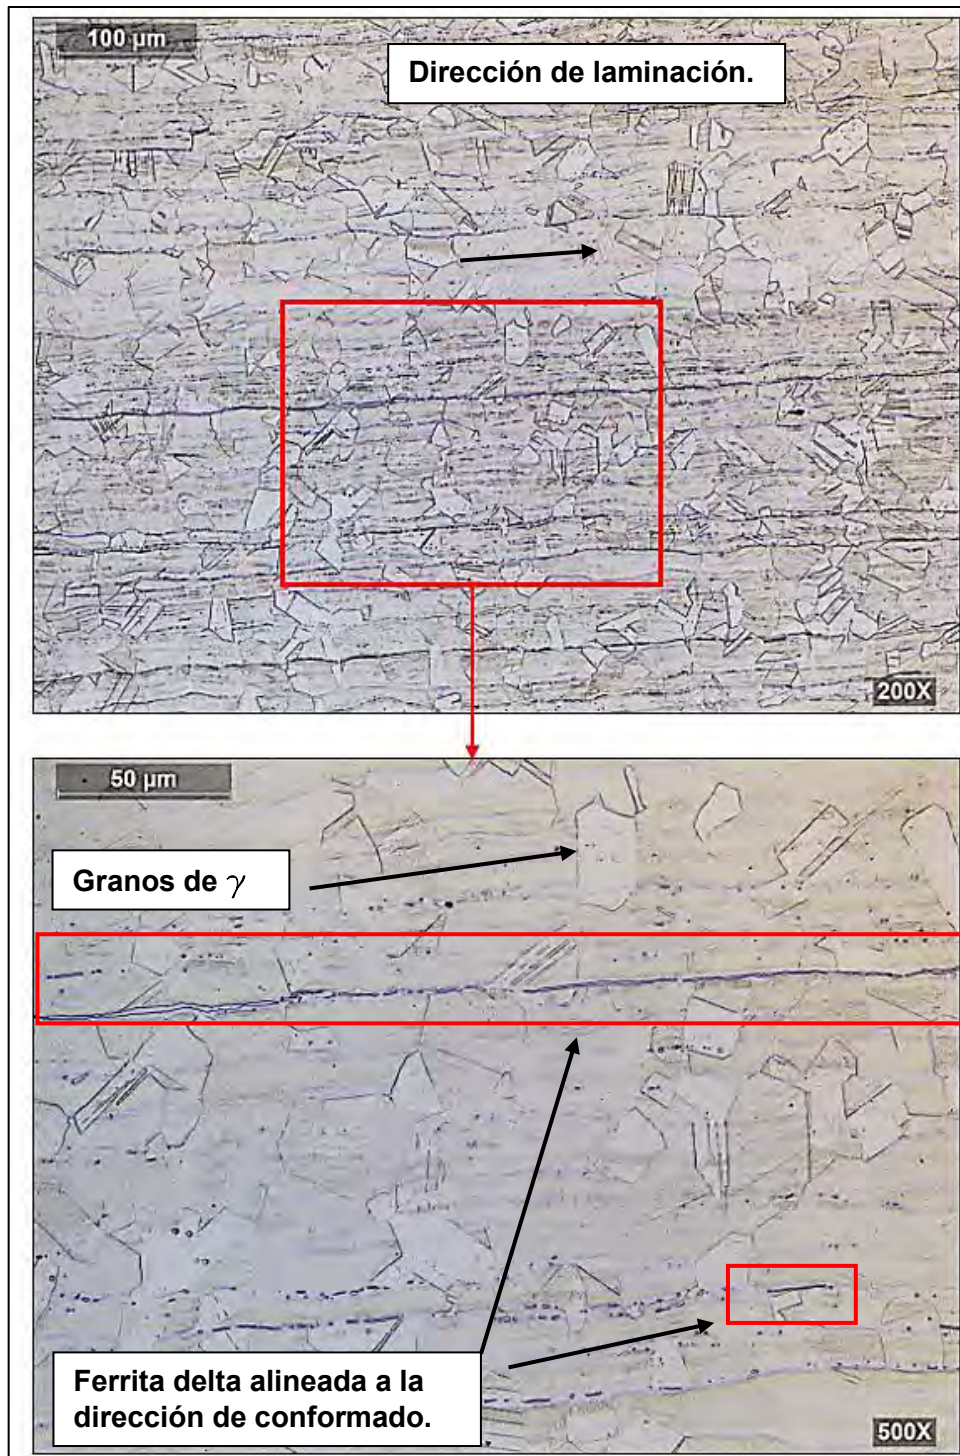 100 µm
Dirección de laminación.
200X
50 µm
Granos de γ
Ferrita delta alineada a la
dirección de conformado.
500X